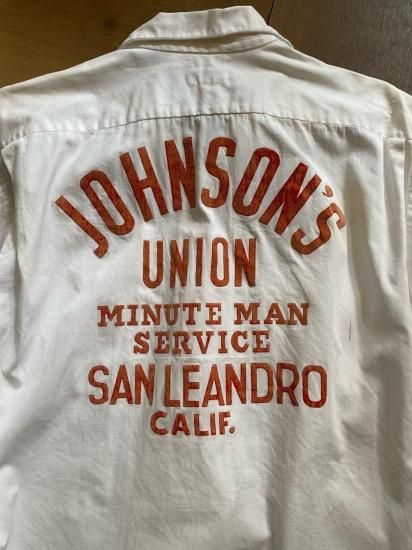 JOHNSON'S
UNION
MINUTE MAN
SERVICE
SAN LEANDRO
CALIF.